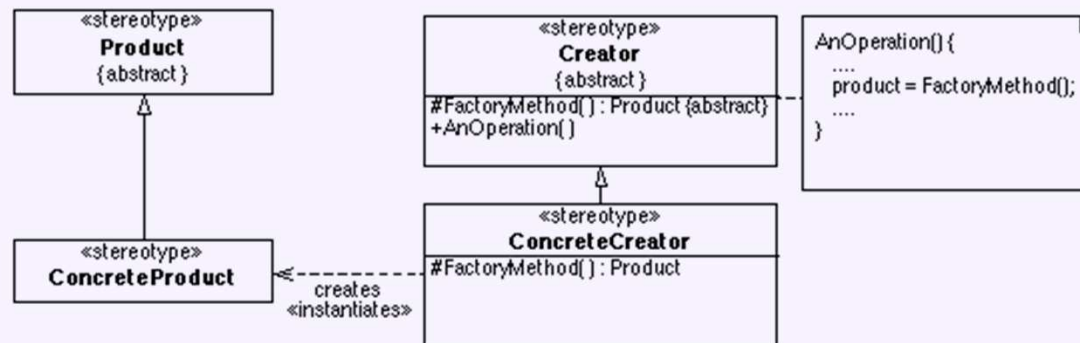 «stereotype»
Product
{abstract}
«stereotype»
Creator
{abstract}
#FactoryMethod() : Product {abstract}
+AnOperation()
AnOperation() {
....
product = FactoryMethod();
....
}
«stereotype»
ConcreteProduct
creates
«instantiates»
«stereotype»
ConcreteCreator
#FactoryMethod() : Product